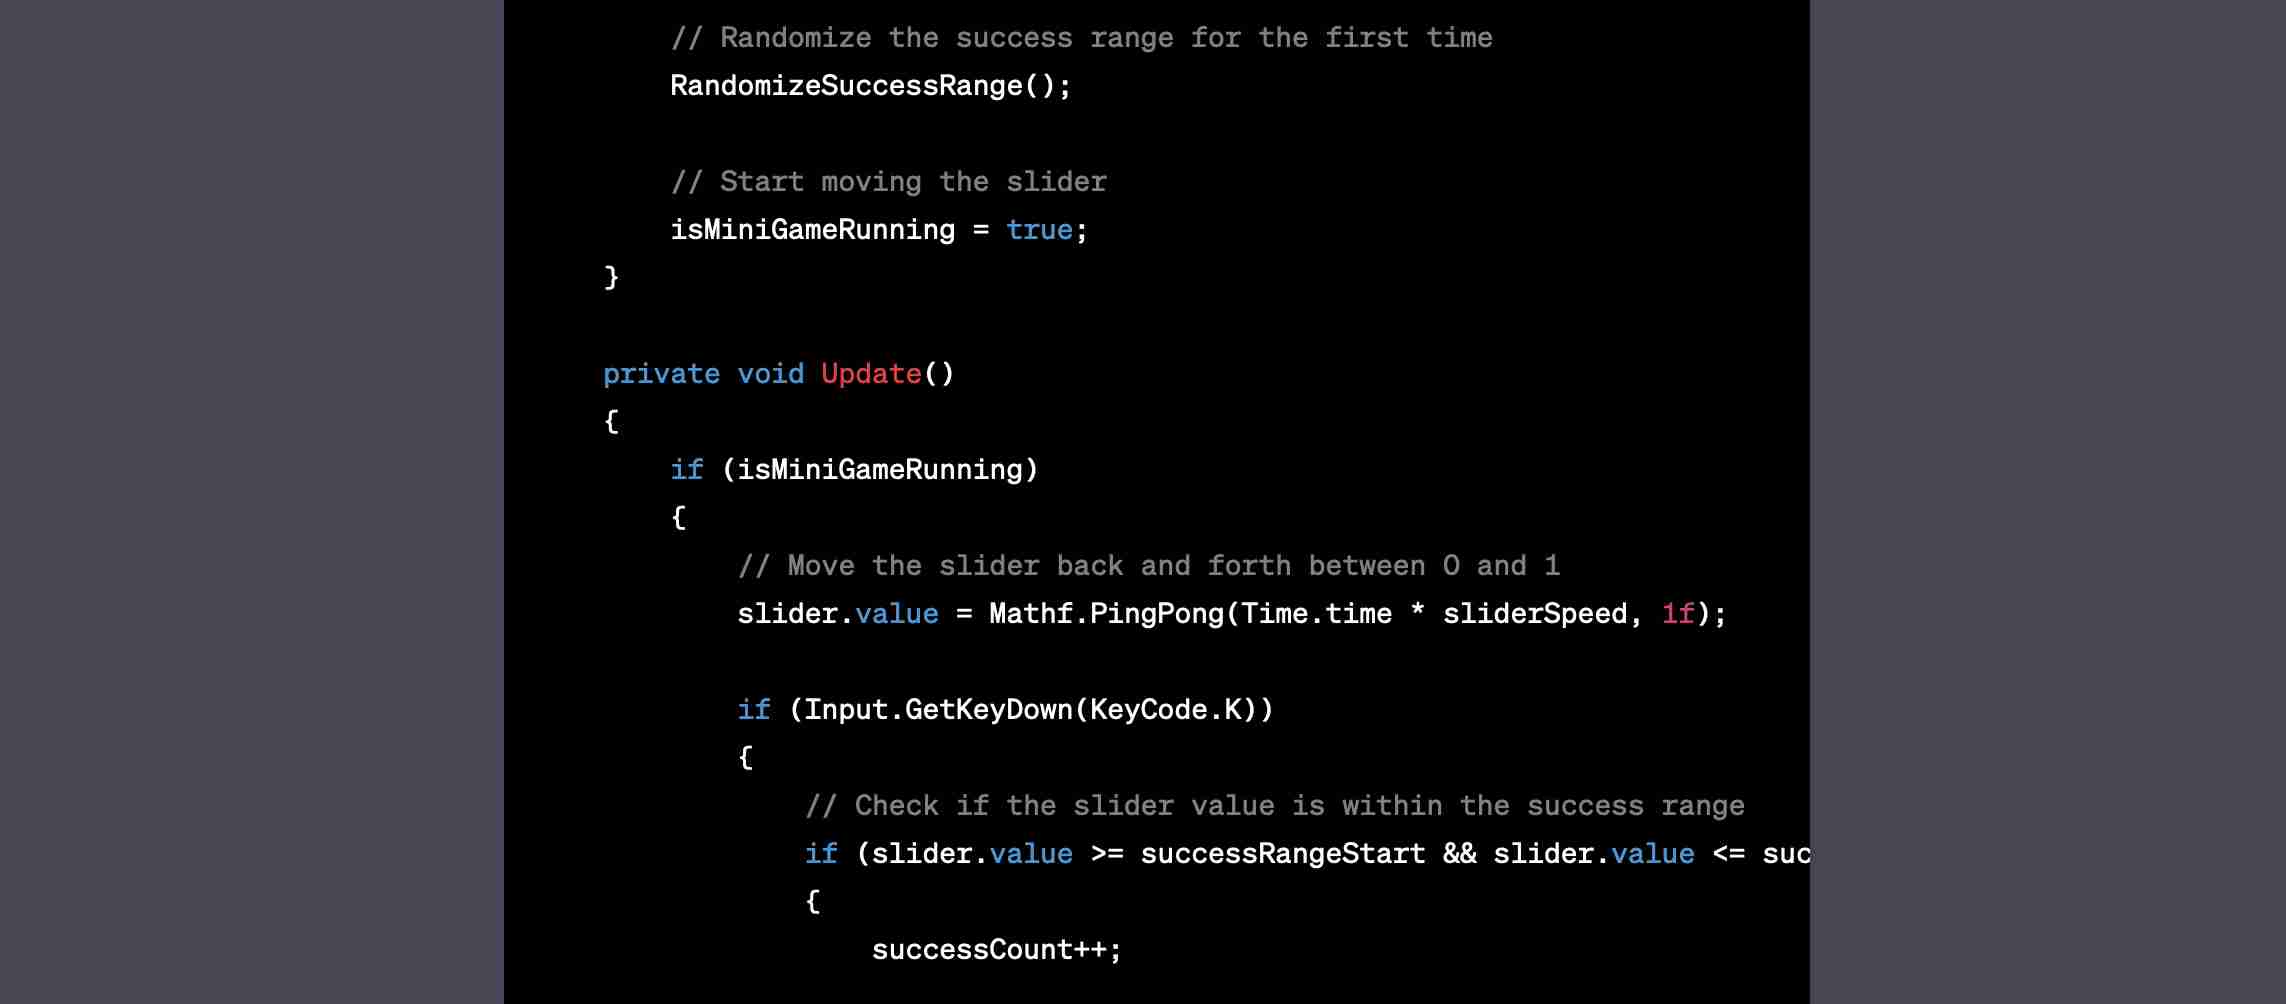 // Randomize the success range for the first time
RandomizeSuccessRange();
// Start moving the slider
isMiniGameRunning = true;
}
private void Update()
{
if (isMiniGameRunning)
{
// Move the slider back and forth between 0 and 1
slider.value = Mathf.PingPong(Time.time * sliderSpeed, 1f);
if (Input.GetKeyDown(KeyCode.K))
{
// Check if the slider value is within the success range
if (slider.value >= successRangeStart && slider.value <= suc
{
successCount++;